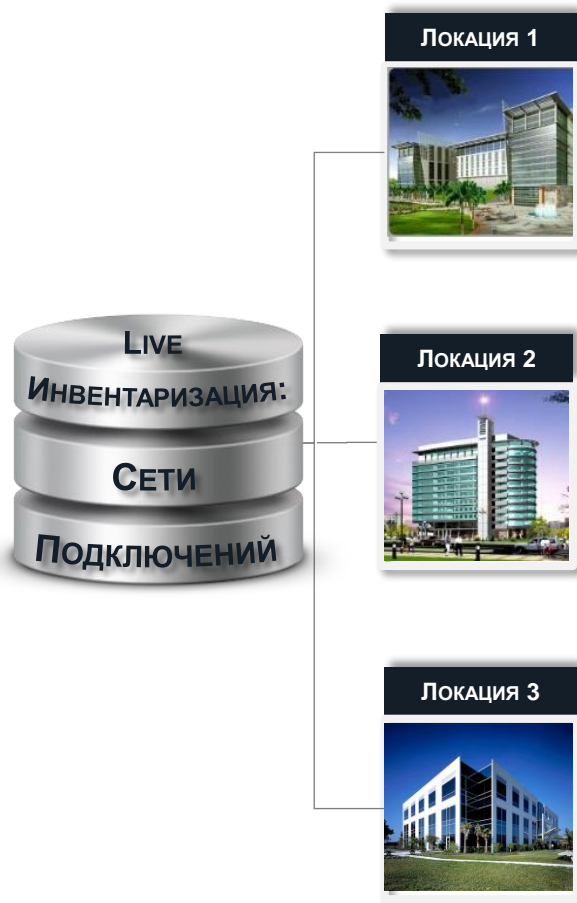 Локация 1
Live
Инвентаризация:
Локация 2
Сети
Подключений
Локация 3